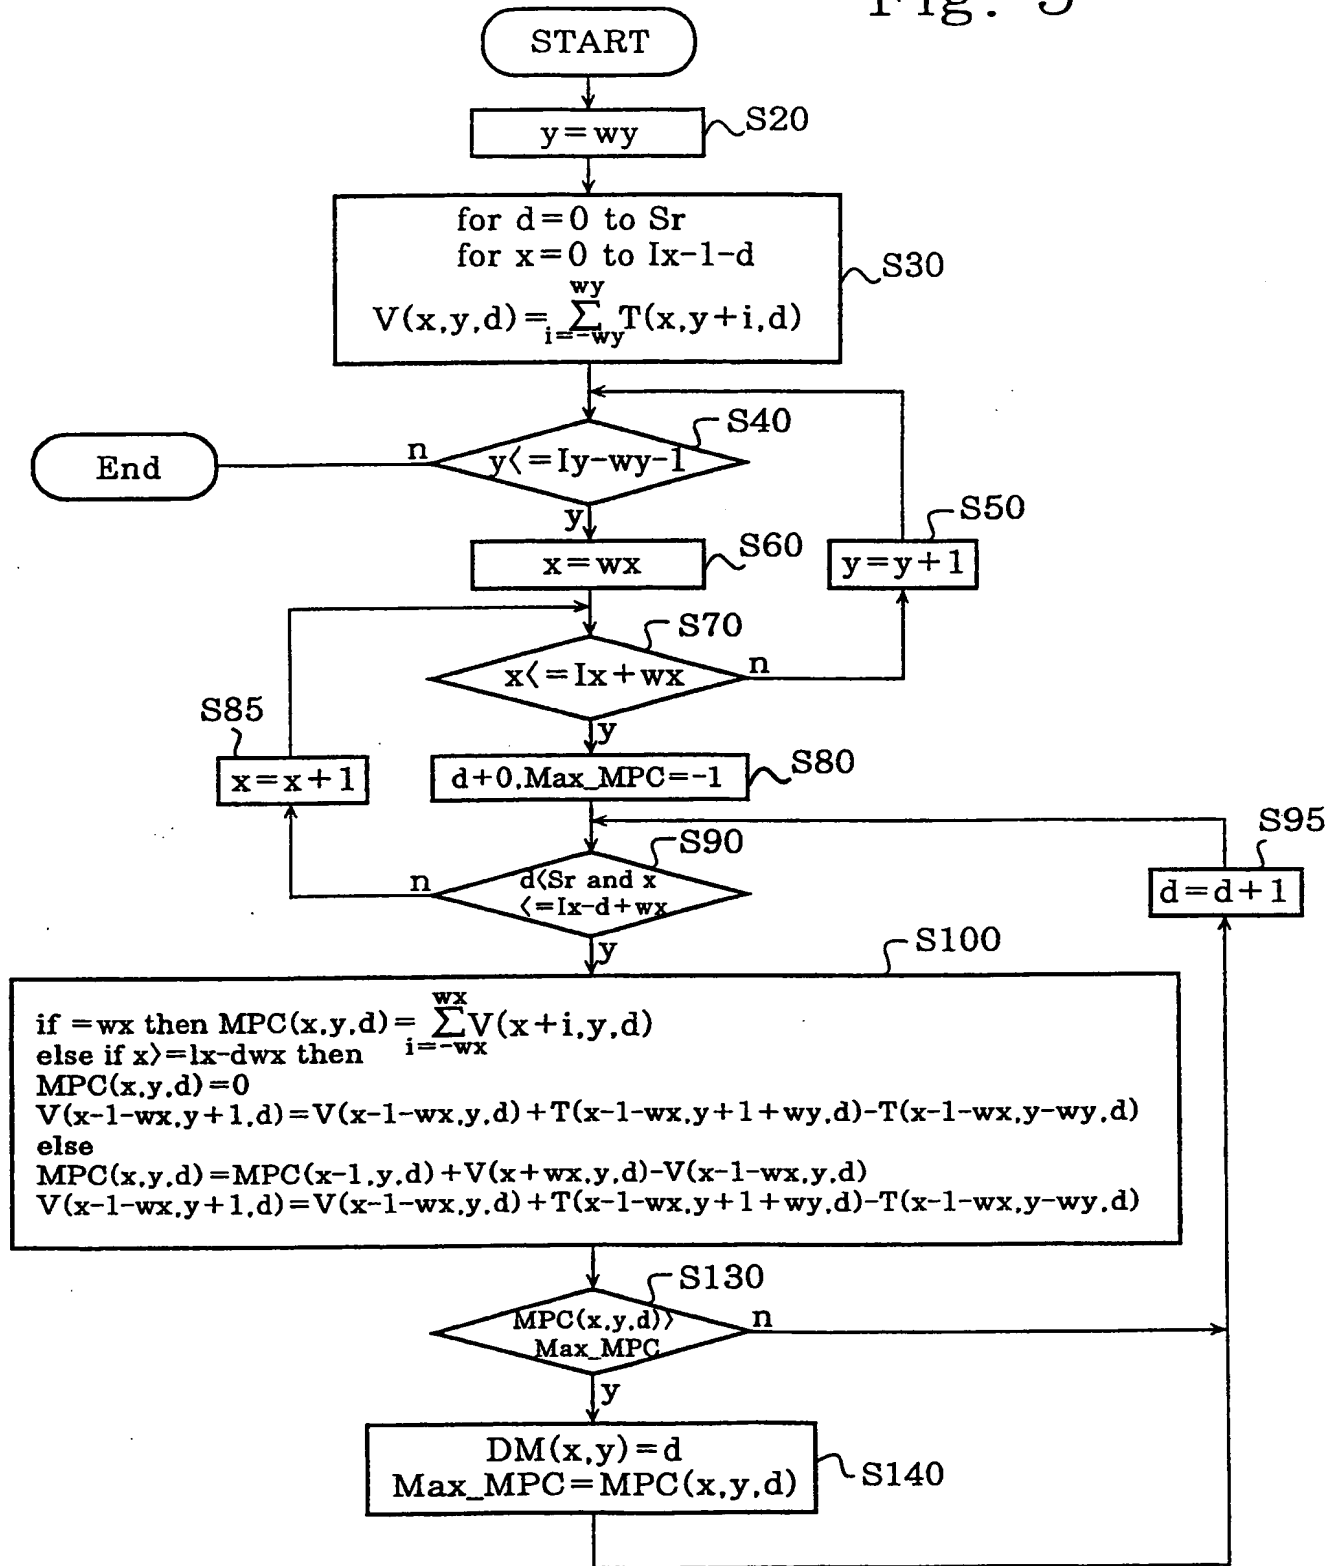 START
y=wy
S20
for d=0 to Sr
for x=0 to Ix-1-d
V(x,y,d)=
wy
Σ
i=-wy
T(x,y+i,d)
S30
S40
y<=Iy-wy-1
n
End
y
S50
y=y+1
x=wx
S60
S70
x<=Ix+wx
n
y
S85
x=x+1
d+0,Max_MPC=-1
S80
S90
d<Sr and x
<=Ix-d+wx
n
y
S95
d=d+1
S100
if =wx then MPC(x,y,d)=
wx
Σ
i=-wx
V(x+i,y,d)
else if x>=lx-dwx then
MPC(x,y,d)=0
V(x-1-wx,y+1,d)=V(x-1-wx,y,d)+T(x-1-wx,y+1+wy,d)-T(x-1-wx,y-wy,d)
else
MPC(x,y,d)=MPC(x-1,y,d)+V(x+wx,y,d)-V(x-1-wx,y,d)
V(x-1-wx,y+1,d)=V(x-1-wx,y,d)+T(x-1-wx,y+1+wy,d)-T(x-1-wx,y-wy,d)
S130
MPC(x,y,d)>
Max_MPC
n
y
DM(x,y)=d
Max_MPC=MPC(x,y,d)
S140